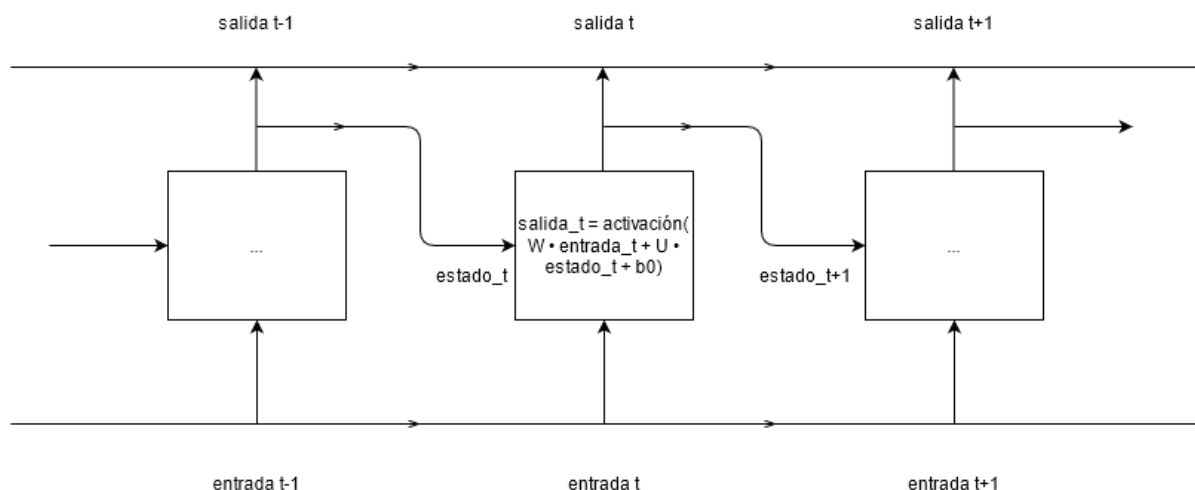 salida t-1
salida t
salida t+1
...
salida_t = activación(
W • entrada_t + U •
estado_t + b0)
...
estado_t
estado_t+1
entrada t-1
entrada t
entrada t+1